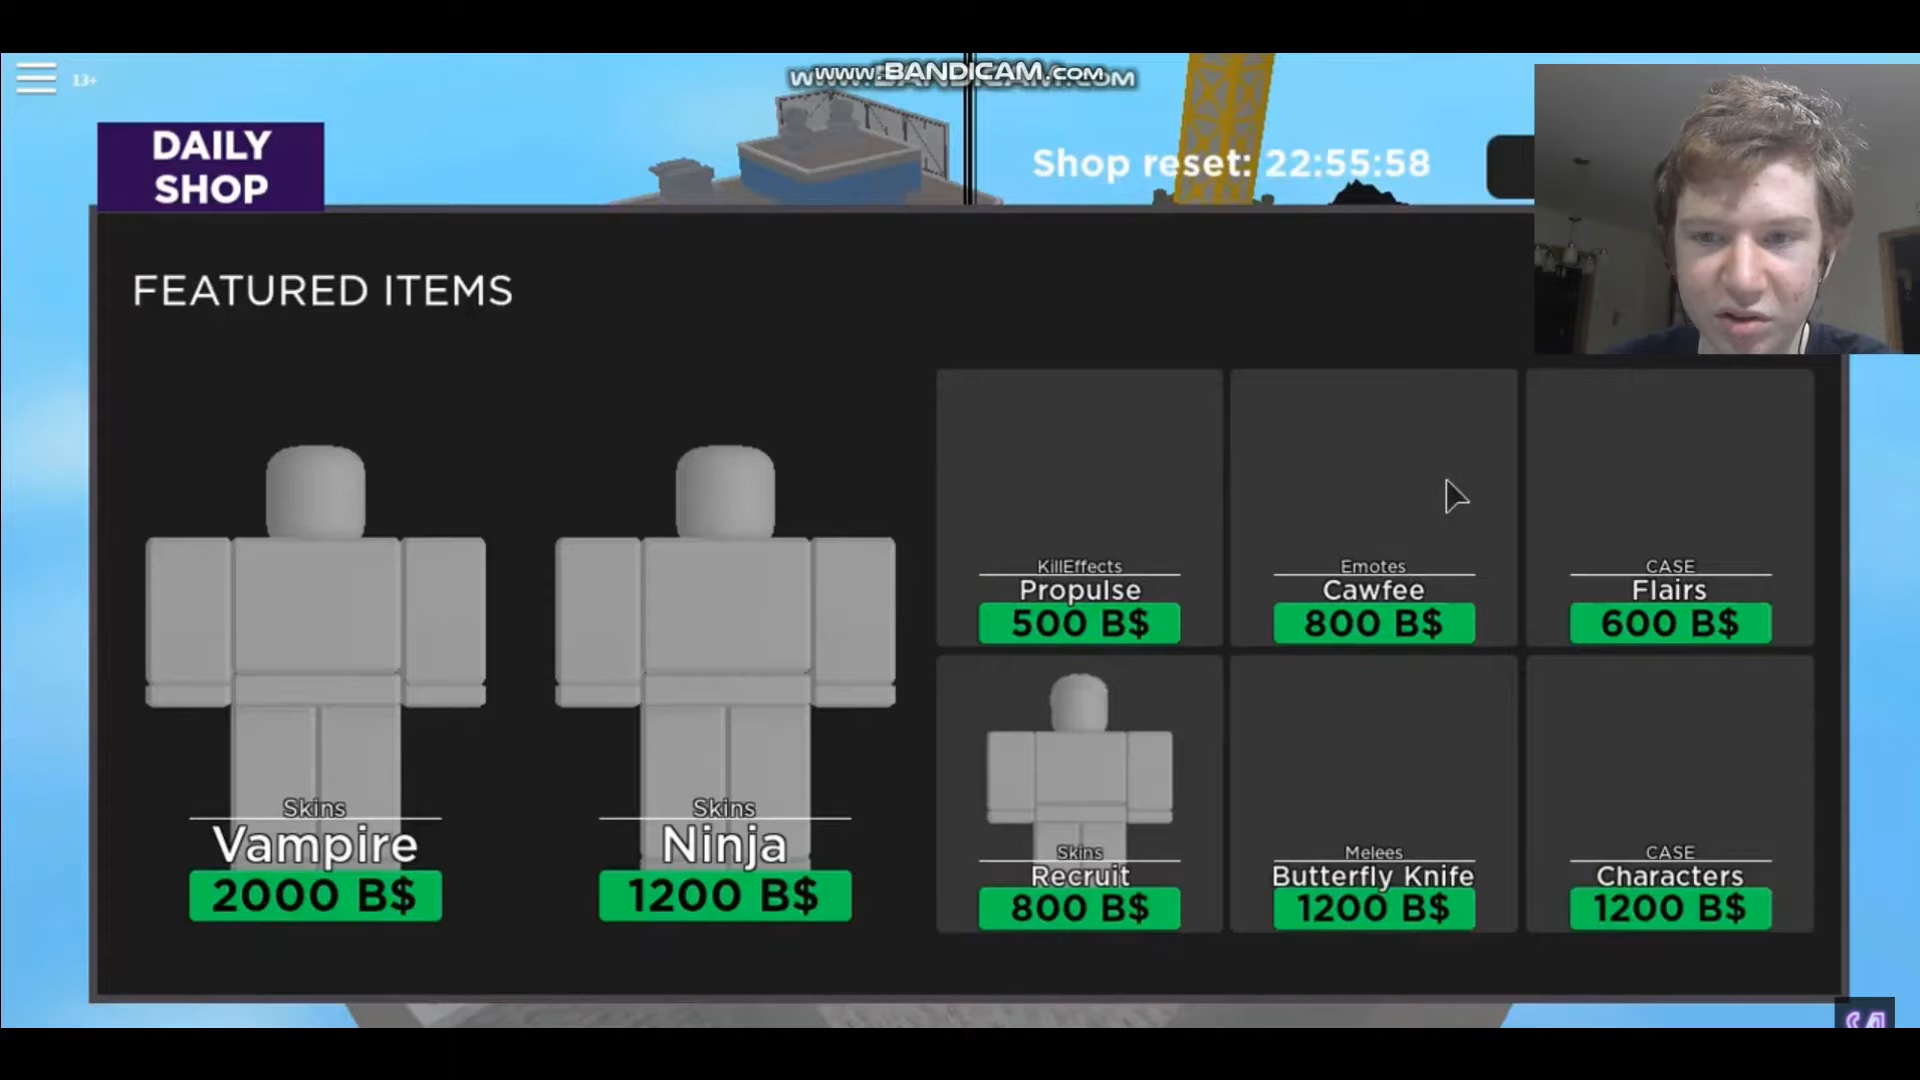 www.BANDICAM.com
13+
DAILY
SHOP
Shop reset: 22:55:58
FEATURED ITEMS
KillEffects
Propulse
500 B$
Emotes
Cawfee
800 B$
CASE
Flairs
600 B$
Skins
Vampire
2000 B$
Skins
Ninja
1200 B$
Skins
Recruit
800 B$
Melees
Butterfly Knife
1200 B$
CASE
Characters
1200 B$